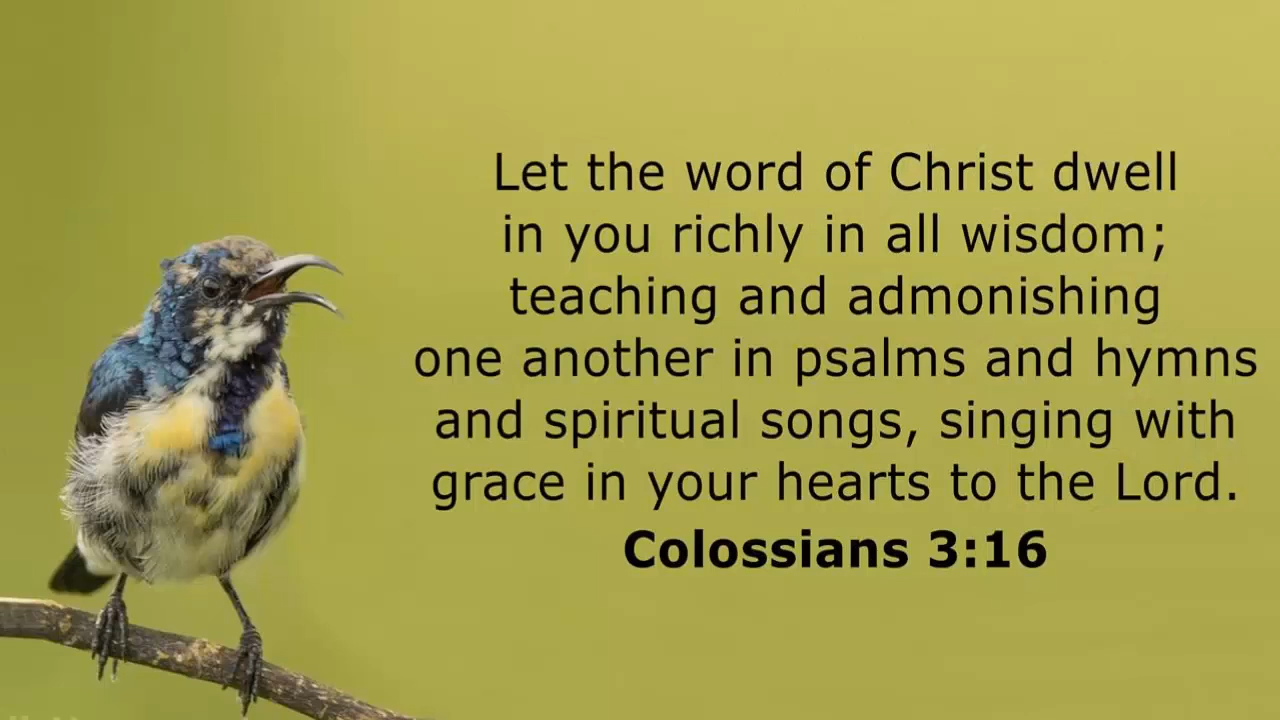 Let the word of Christ dwell
in you richly in all wisdom;
teaching and admonishing
one another in psalms and hymns
and spiritual songs, singing with
grace in your hearts to the Lord.
Colossians 3:16